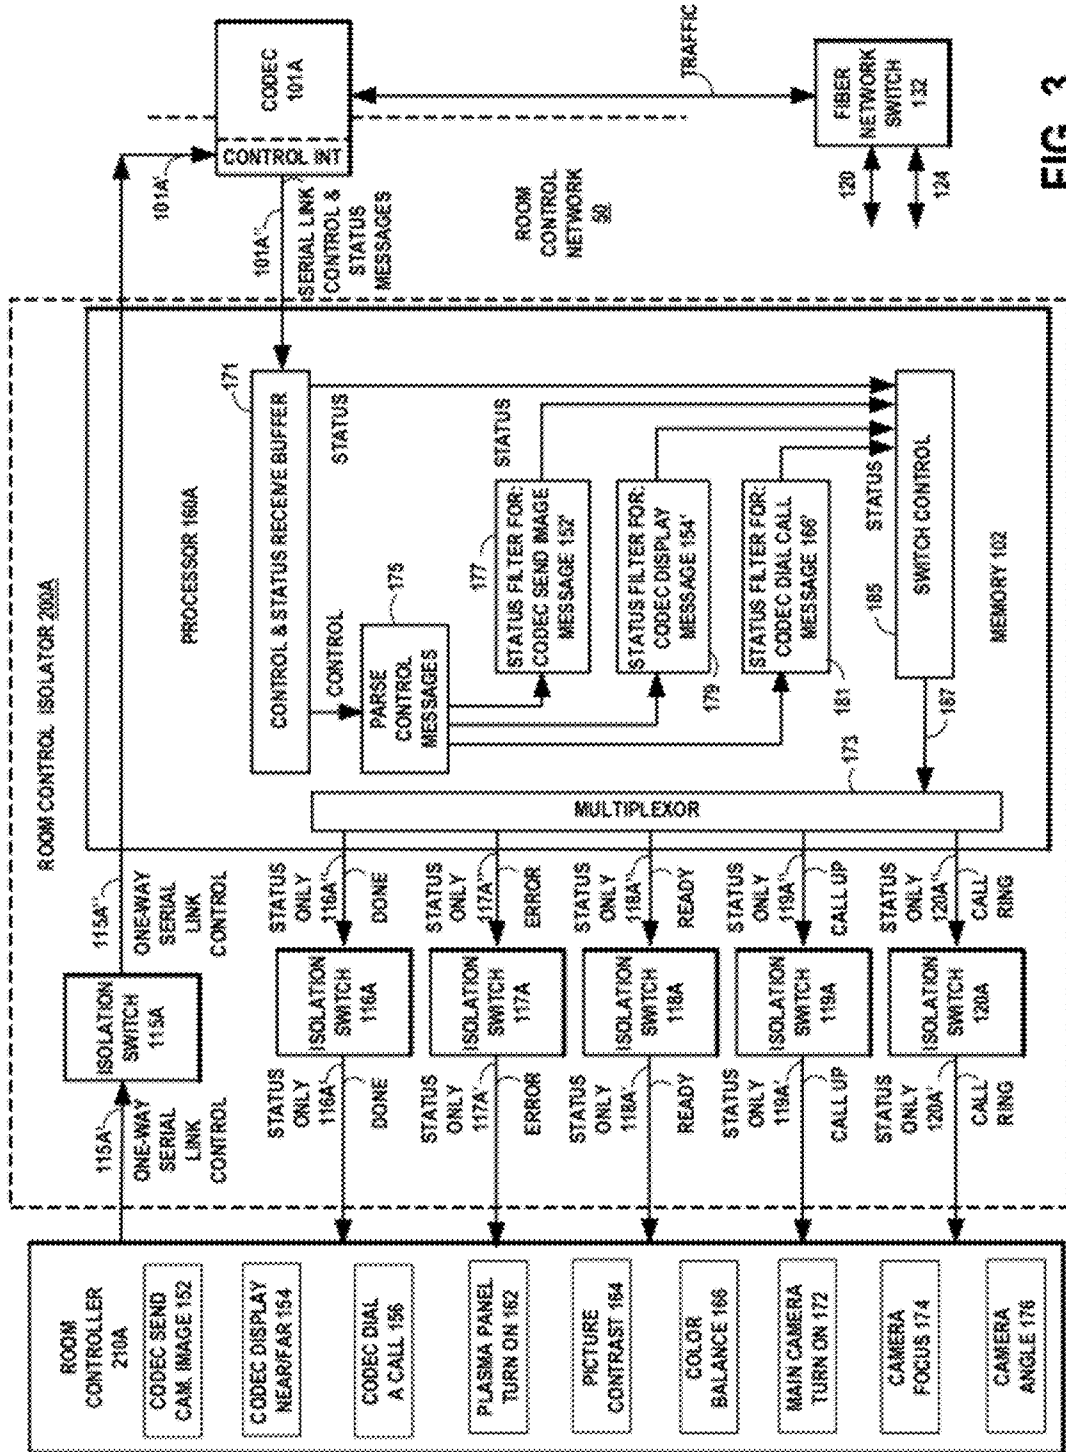 ROOM
CONTROLLER
210A
CODEC SEND
CAM. IMAGE 152
CODEC DISPLAY
NEAR/FAR 154
CODEC DIAL
A CALL 156
PLASMA PANEL
TURN ON 162
PICTURE
CONTRAST 164
COLOR
BALANCE 166
MAIN CAMERA
TURN ON 172
CAMERA
FOCUS 174
CAMERA
ANGLE 176
ROOM CONTROL ISOLATOR 200A
115A'
ONE-WAY
SERIAL
LINK
CONTROL
ISOLATION
SWITCH
115A
115A"
ONE-WAY
SERIAL
LINK
CONTROL
STATUS
ONLY
116A'
DONE
ISOLATION
SWITCH
116A
STATUS
ONLY
116A"
DONE
STATUS
ONLY
117A'
ERROR
ISOLATION
SWITCH
117A
STATUS
ONLY
117A"
ERROR
STATUS
ONLY
118A'
READY
ISOLATION
SWITCH
118A
STATUS
ONLY
118A"
READY
STATUS
ONLY
119A'
CALL UP
ISOLATION
SWITCH
119A
STATUS
ONLY
119A"
CALL UP
STATUS
ONLY
120A'
CALL
RING
ISOLATION
SWITCH
120A
STATUS
ONLY
120A"
CALL
RING
PROCESSOR 160A
MULTIPLEXOR
173
CONTROL & STATUS RECEIVE BUFFER
171
CONTROL
STATUS
PARSE
CONTROL
MESSAGES
175
177
STATUS FILTER FOR:
CODEC SEND IMAGE
MESSAGE 152'
STATUS
STATUS FILTER FOR:
CODEC DISPLAY
MESSAGE 154'
179
STATUS FILTER FOR:
CODEC DIAL CALL
MESSAGE 166'
181
STATUS
185
SWITCH CONTROL
187
MEMORY 102
101A'
CODEC
101A
CONTROL INT
101A"
SERIAL LINK
CONTROL &
STATUS
MESSAGES
ROOM
CONTROL
NETWORK
50
TRAFFIC
FIBER
NETWORK
SWITCH
132
120
124
FIG. 3